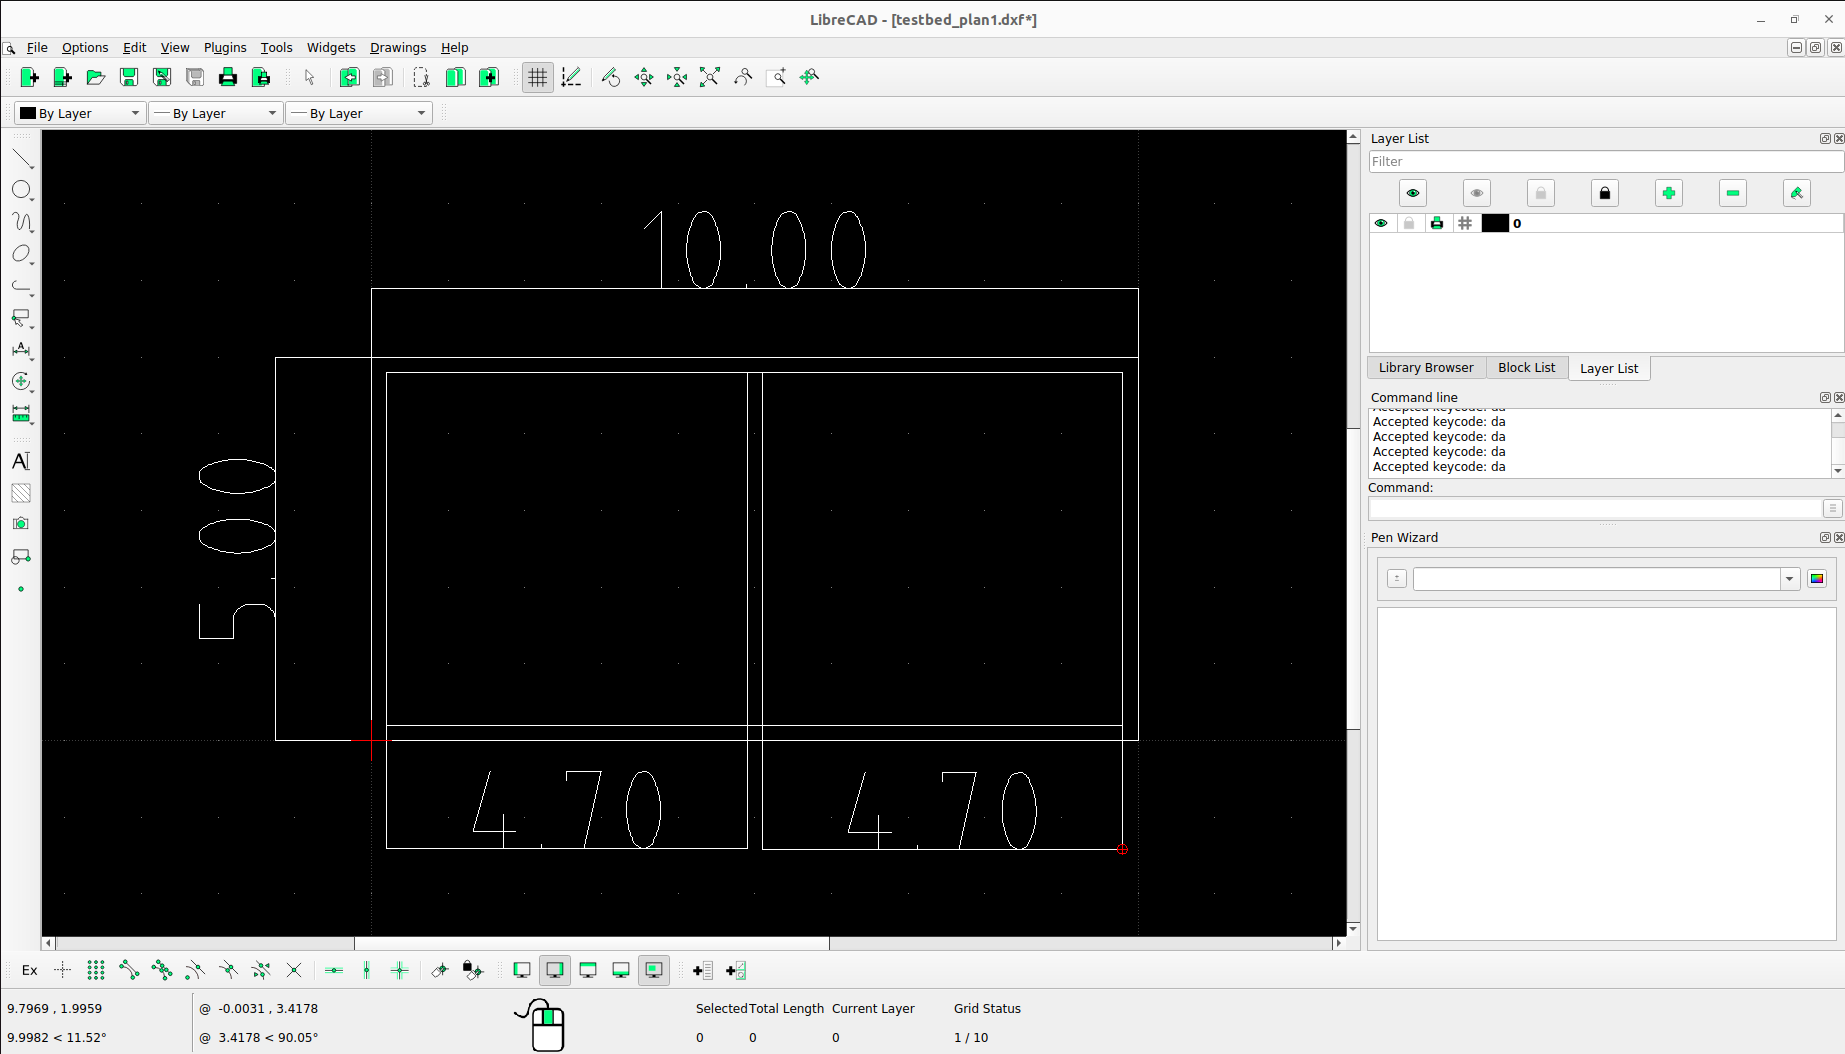 LibreCAD - [testbed_plan1.dxf*]
File Options Edit View Plugins Tools Widgets Drawings Help
By Layer By Layer By Layer
Layer List
Filter
0
Library Browser Block List Layer List
Command line
Accepted keycode: da
Accepted keycode: da
Accepted keycode: da
Accepted keycode: da
Accepted keycode: da
Command:
Pen Wizard
10.00
5.00
4.70 4.70
Ex
9.7969 , 1.9959 @ -0.0031 , 3.4178 Selected Total Length Current Layer Grid Status
9.9982 < 11.52° @ 3.4178 < 90.05° 0 0 0 1 / 10